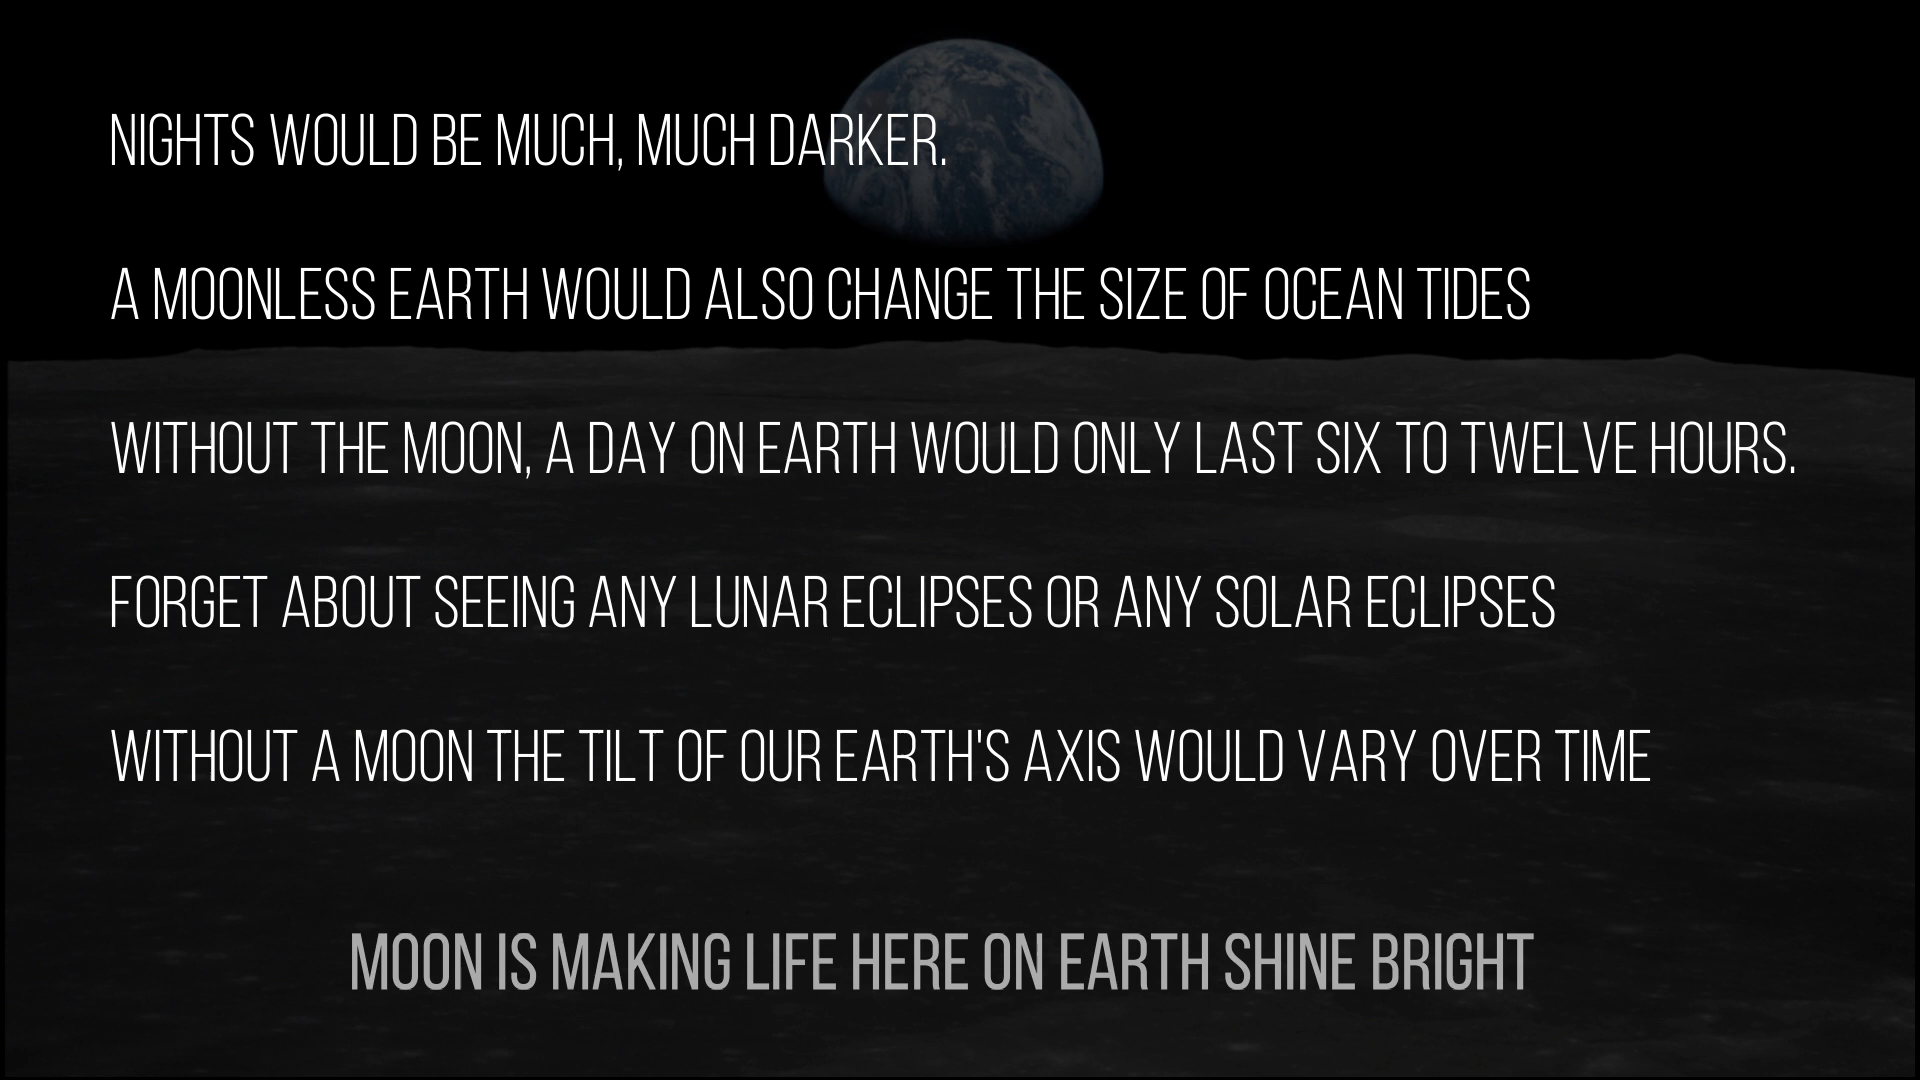 NIGHTS WOULD BE MUCH, MUCH DARKER.
A MOONLESS EARTH WOULD ALSO CHANGE THE SIZE OF OCEAN TIDES
WITHOUT THE MOON, A DAY ON EARTH WOULD ONLY LAST SIX TO TWELVE HOURS.
FORGET ABOUT SEEING ANY LUNAR ECLIPSES OR ANY SOLAR ECLIPSES
WITHOUT A MOON THE TILT OF OUR EARTH'S AXIS WOULD VARY OVER TIME
MOON IS MAKING LIFE HERE ON EARTH SHINE BRIGHT